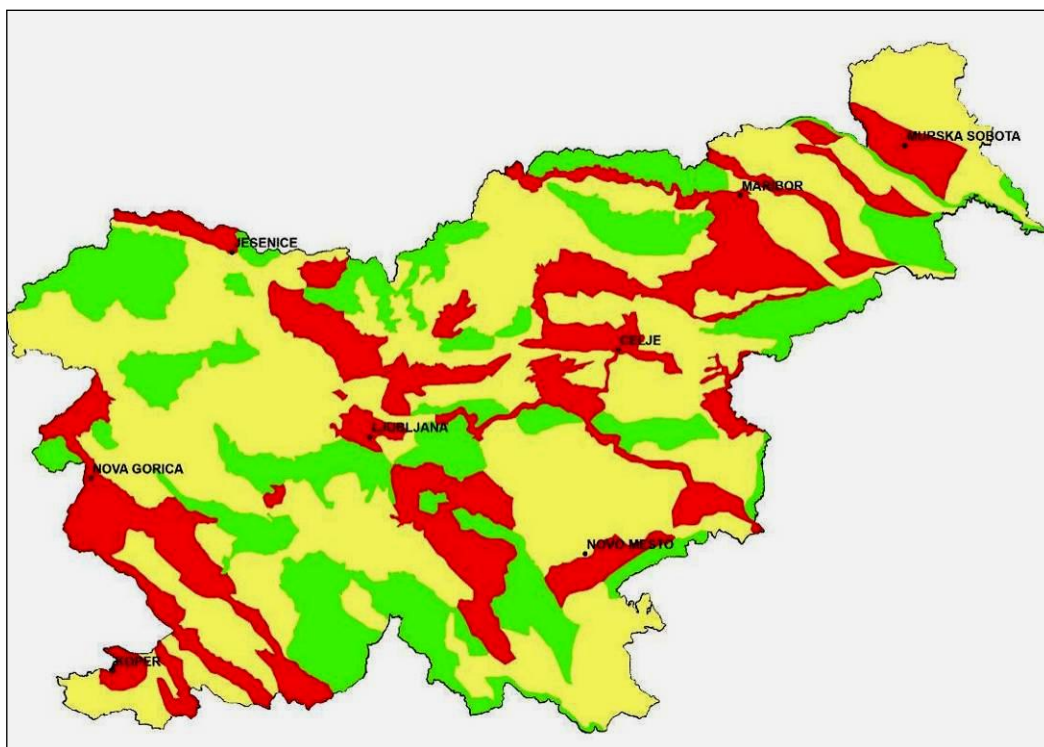 MURSKA SOBOTA
MARIBOR
JESENICE
CELJE
LJUBLJANA
NOVA GORICA
NOVO MESTO
KOPER